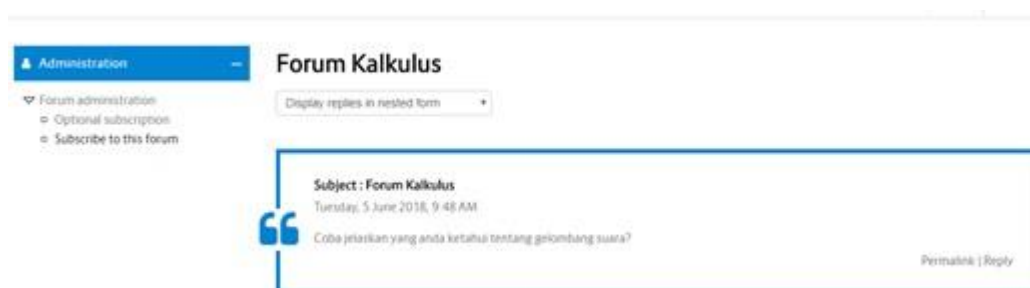 Administration
Forum administration
Optional subscription
Subscribe to this forum
Forum Kalkulus
Display replies in nested form
Subject : Forum Kalkulus
Tuesday, 5 June 2018, 9:48 AM
Coba jelaskan yang anda ketahui tentang gelombang suara?
Permalink | Reply